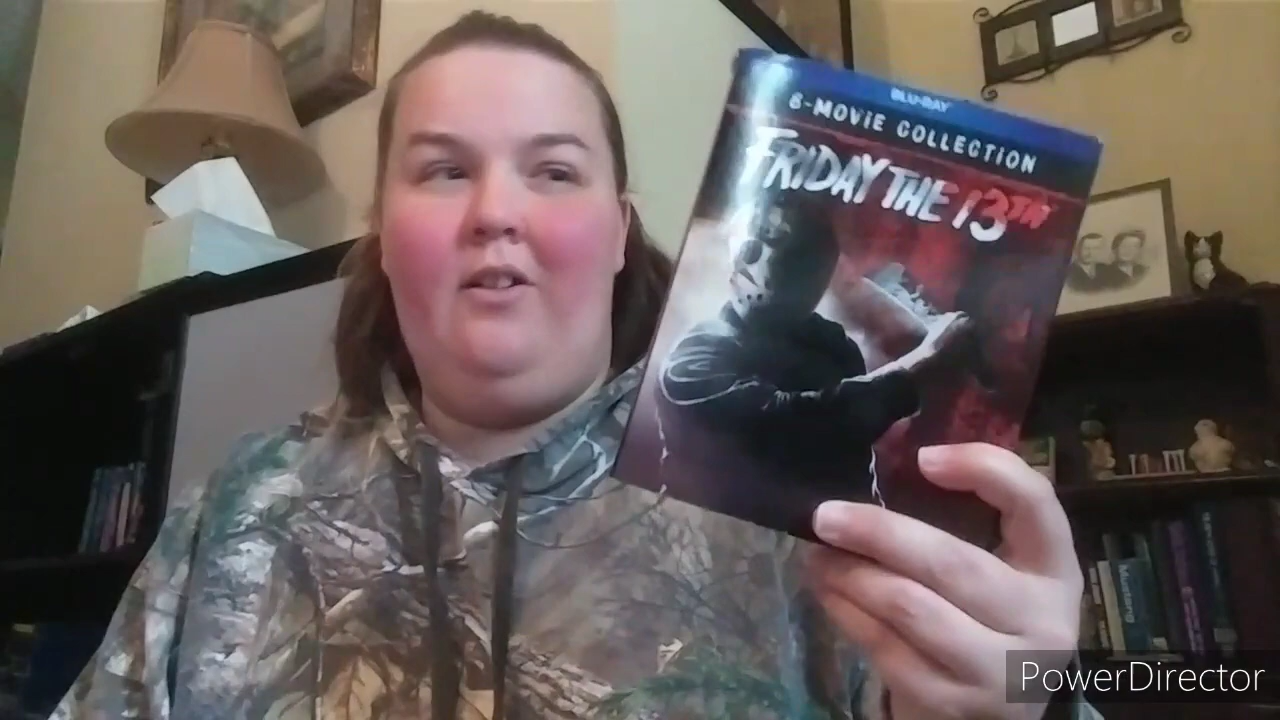 BLU-RAY
8-MOVIE COLLECTION
FRIDAY THE 13TH
PowerDirector